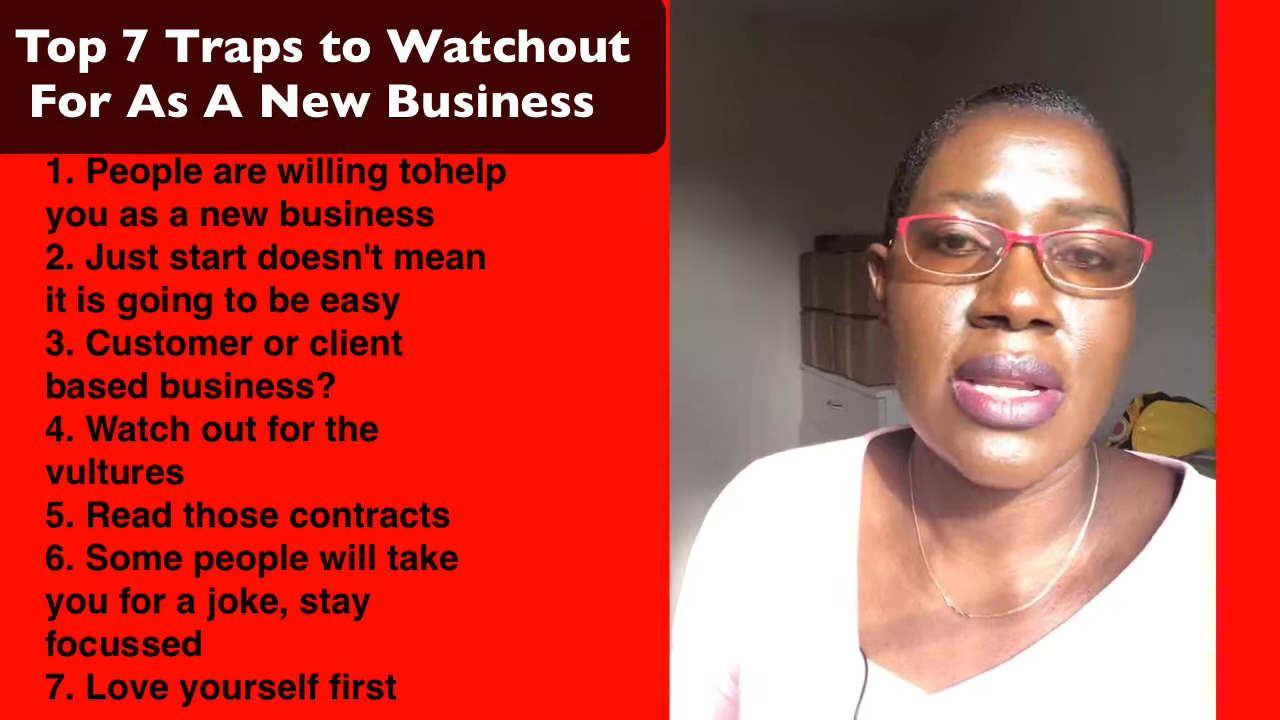 Top 7 Traps to Watchout
For As A New Business
1. People are willing tohelp
you as a new business
2. Just start doesn't mean
it is going to be easy
3. Customer or client
based business?
4. Watch out for the
vultures
5. Read those contracts
6. Some people will take
you for a joke, stay
focussed
7. Love yourself first